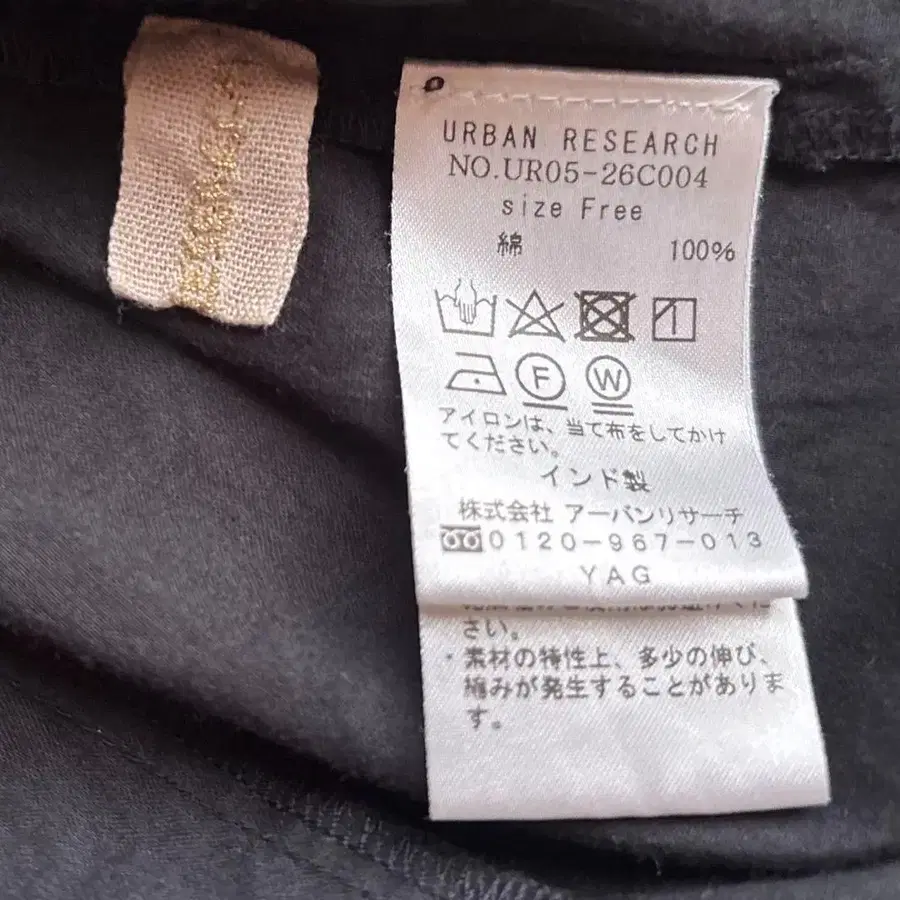 URBAN RESEARCH
NO.UR05-26C004
size Free
綿 100%
F W
アイロンは、当て布をしてかけ
てください。
インド製
株式会社 アーバンリサーチ
0120-967-013
YAG
さい。
・素材の特性上、多少の伸び、
縮みが発生することがありま
す。